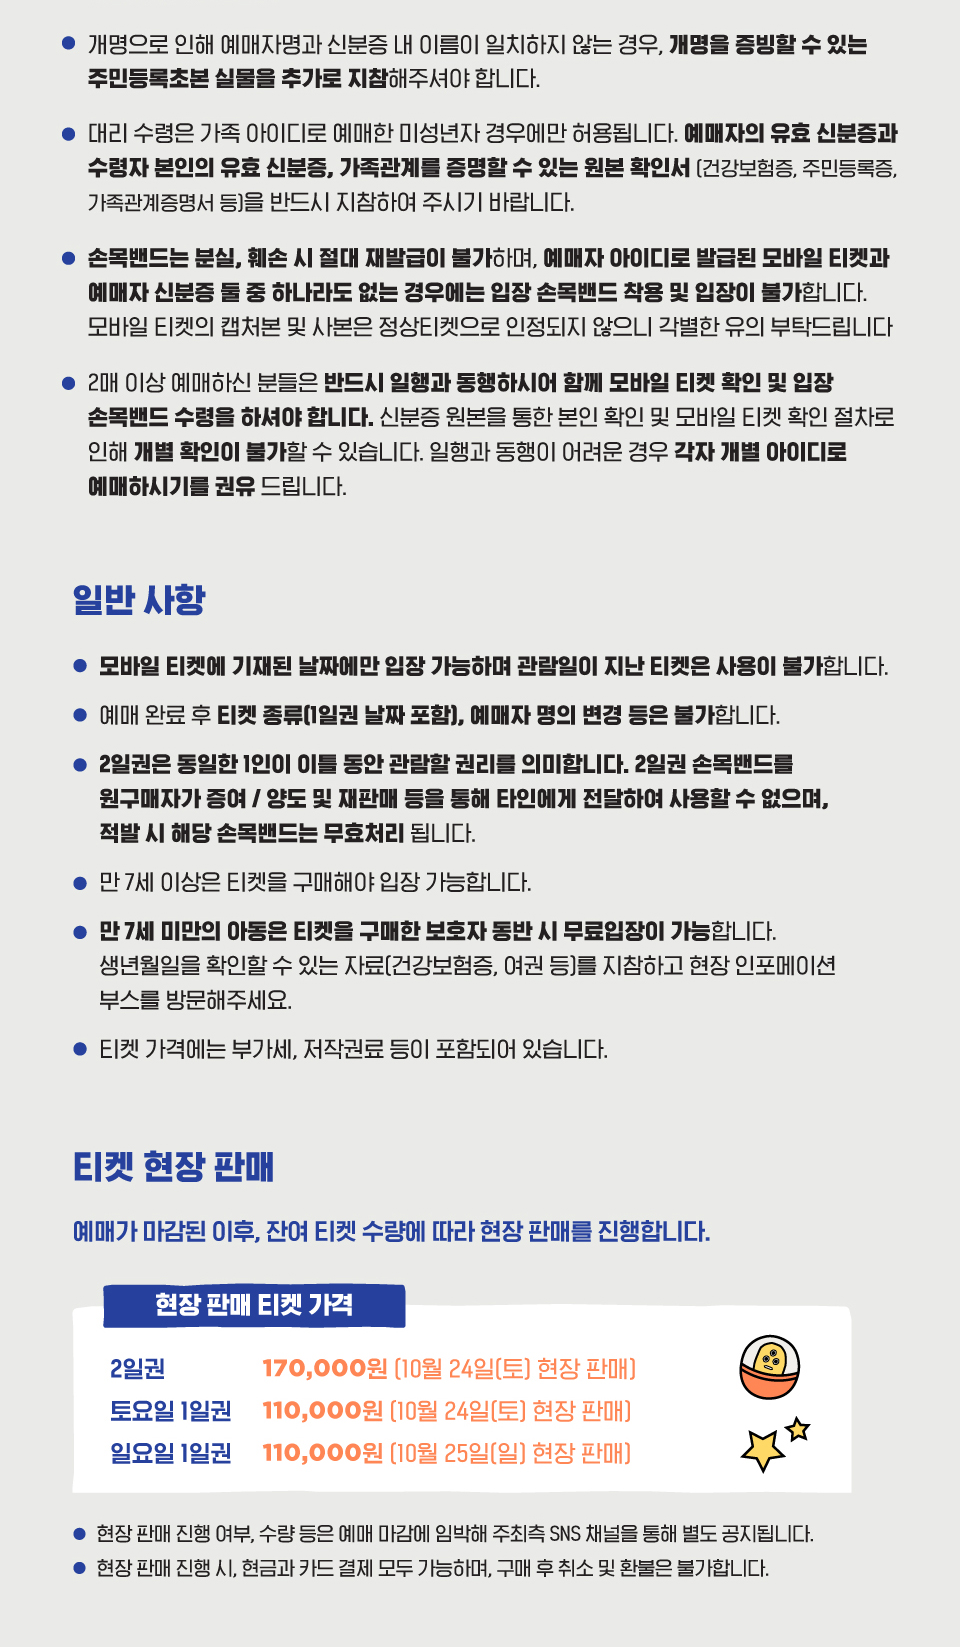 개명으로 인해 예매자명과 신분증 내 이름이 일치하지 않는 경우, 개명을 증빙할 수 있는
주민등록초본 실물을 추가로 지참해주셔야 합니다.
대리 수령은 가족 아이디로 예매한 미성년자 경우에만 허용됩니다. 예매자의 유효 신분증과
수령자 본인의 유효 신분증, 가족관계를 증명할 수 있는 원본 확인서 (건강보험증, 주민등록증,
가족관계증명서 등)을 반드시 지참하여 주시기 바랍니다.
손목밴드는 분실, 훼손 시 절대 재발급이 불가하며, 예매자 아이디로 발급된 모바일 티켓과
예매자 신분증 둘 중 하나라도 없는 경우에는 입장 손목밴드 착용 및 입장이 불가합니다.
모바일 티켓의 캡처본 및 사본은 정상티켓으로 인정되지 않으니 각별한 유의 부탁드립니다
2매 이상 예매하신 분들은 반드시 일행과 동행하시어 함께 모바일 티켓 확인 및 입장
손목밴드 수령을 하셔야 합니다. 신분증 원본을 통한 본인 확인 및 모바일 티켓 확인 절차로
인해 개별 확인이 불가할 수 있습니다. 일행과 동행이 어려운 경우 각자 개별 아이디로
예매하시기를 권유 드립니다.
일반 사항
모바일 티켓에 기재된 날짜에만 입장 가능하며 관람일이 지난 티켓은 사용이 불가합니다.
예매 완료 후 티켓 종류(1일권 날짜 포함), 예매자 명의 변경 등은 불가합니다.
2일권은 동일한 1인이 이틀 동안 관람할 권리를 의미합니다. 2일권 손목밴드를
원구매자가 증여 / 양도 및 재판매 등을 통해 타인에게 전달하여 사용할 수 없으며,
적발 시 해당 손목밴드는 무효처리 됩니다.
만 7세 이상은 티켓을 구매해야 입장 가능합니다.
만 7세 미만의 아동은 티켓을 구매한 보호자 동반 시 무료입장이 가능합니다.
생년월일을 확인할 수 있는 자료(건강보험증, 여권 등)를 지참하고 현장 인포메이션
부스를 방문해주세요.
티켓 가격에는 부가세, 저작권료 등이 포함되어 있습니다.
티켓 현장 판매
예매가 마감된 이후, 잔여 티켓 수량에 따라 현장 판매를 진행합니다.
현장 판매 티켓 가격
2일권 170,000원 (10월 24일(토) 현장 판매)
토요일 1일권 110,000원 (10월 24일(토) 현장 판매)
일요일 1일권 110,000원 (10월 25일(일) 현장 판매)
현장 판매 진행 여부, 수량 등은 예매 마감에 임박해 주최측 SNS 채널을 통해 별도 공지됩니다.
현장 판매 진행 시, 현금과 카드 결제 모두 가능하며, 구매 후 취소 및 환불은 불가합니다.